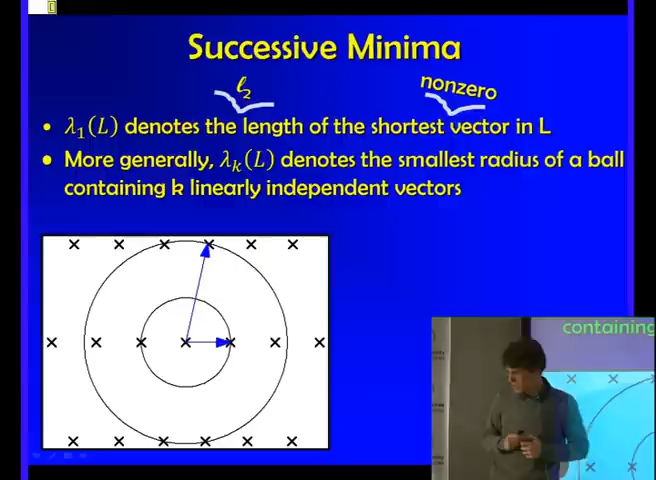 Successive Minima
ℓ₂ nonzero
• λ₁(L) denotes the length of the shortest vector in L
• More generally, λₖ(L) denotes the smallest radius of a ball
containing k linearly independent vectors
containing